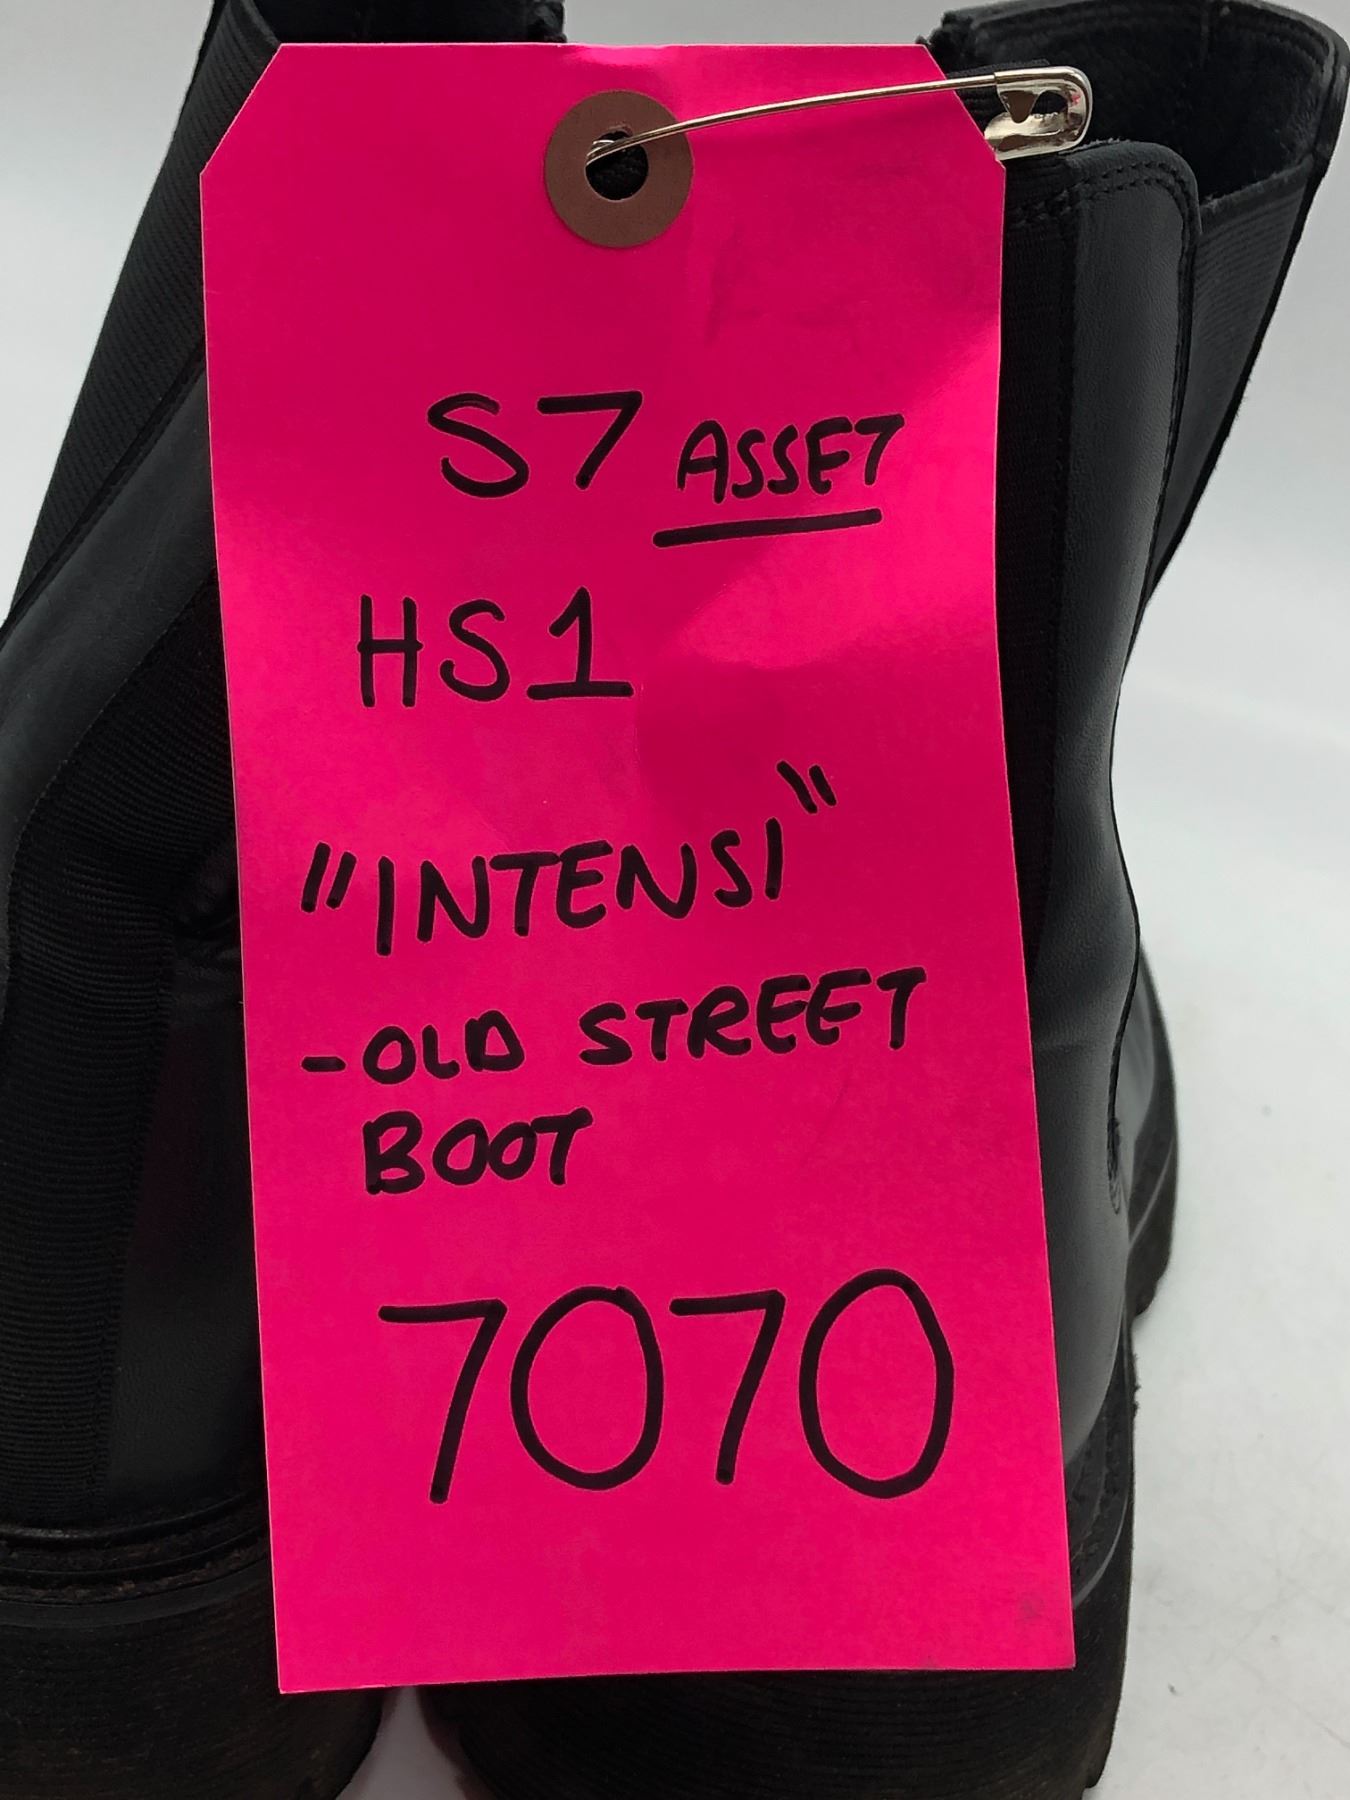 S7 ASSET
HS1
"INTENSI"
-OLD STREET
BOOT
7070